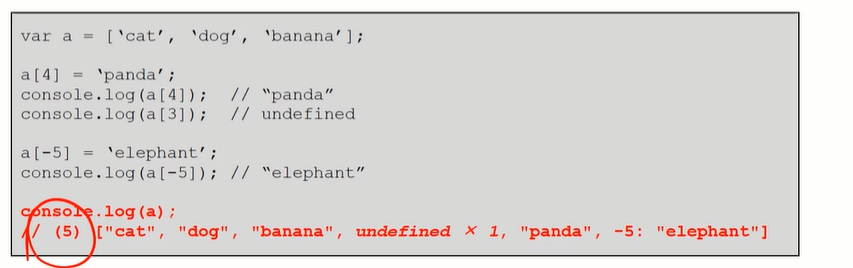 var a = [‘cat’, ‘dog’, ‘banana’];
a[4] = ‘panda’;
console.log(a[4]); // “panda”
console.log(a[3]); // undefined
a[-5] = ‘elephant’;
console.log(a[-5]); // “elephant”
console.log(a);
// (5) ["cat", "dog", "banana", undefined × 1, "panda", -5: "elephant"]